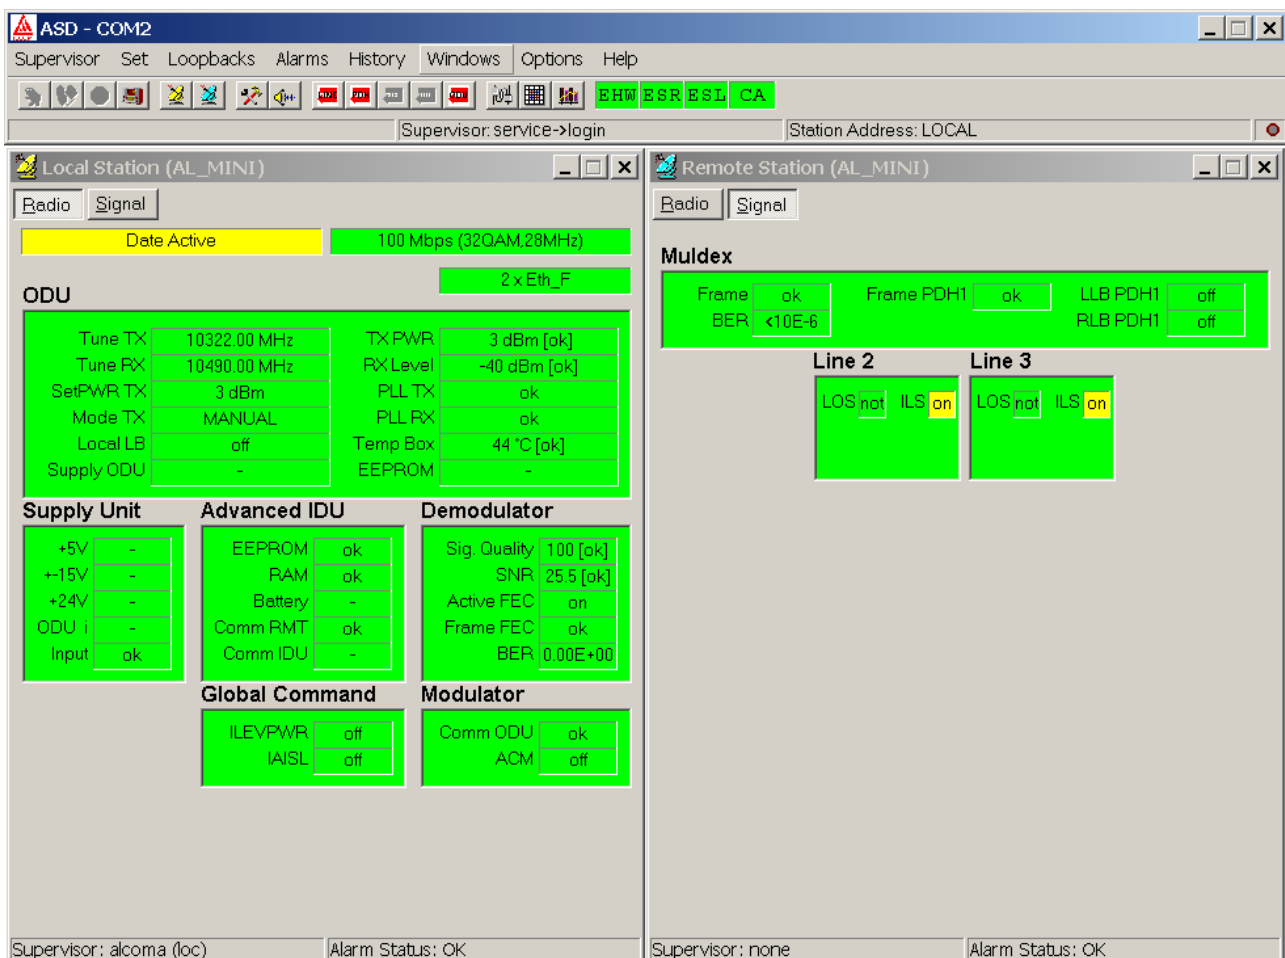 ASD - COM2
Supervisor Set Loopbacks Alarms History Windows Options Help
EHW ESR ESL CA
Supervisor: service->login Station Address: LOCAL
Local Station (AL_MINI)
Radio Signal
Date Active 100 Mbps (32QAM,28MHz)
2 x Eth_F
ODU
Tune TX 10322.00 MHz TX PWR 3 dBm [ok]
Tune RX 10490.00 MHz RX Level -40 dBm [ok]
SetPWR TX 3 dBm PLL TX ok
Mode TX MANUAL PLL RX ok
Local LB off Temp Box 44 °C [ok]
Supply ODU - EEPROM -
Supply Unit Advanced IDU Demodulator
+5V - EEPROM ok Sig. Quality 100 [ok]
+-15V - RAM ok SNR 25.5 [ok]
+24V - Battery - Active FEC on
ODU i - Comm RMT ok Frame FEC ok
Input ok Comm IDU - BER 0.00E+00
Global Command Modulator
ILEVPWR off Comm ODU ok
IAISL off ACM off
Supervisor: alcoma (loc) Alarm Status: OK
Remote Station (AL_MINI)
Radio Signal
Muldex
Frame ok Frame PDH1 ok LLB PDH1 off
BER <10E-6 RLB PDH1 off
Line 2 Line 3
LOS not ILS on LOS not ILS on
Supervisor: none Alarm Status: OK